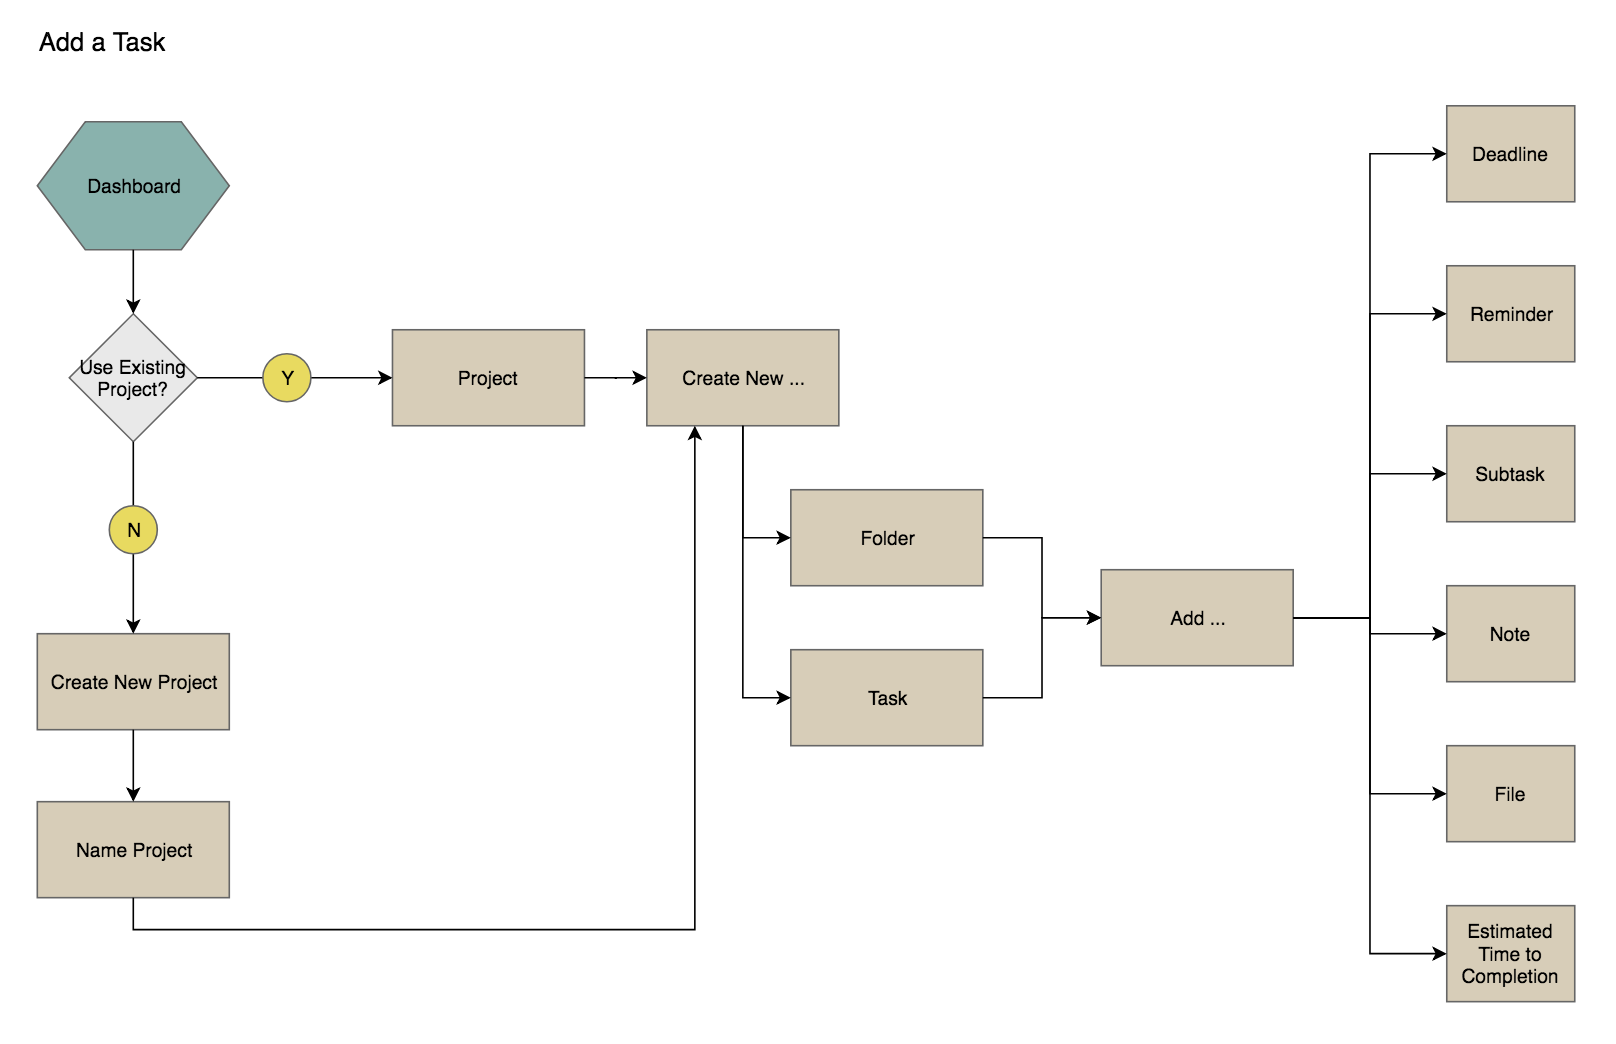 Add a Task
Dashboard
Use Existing
Project?
Y
Project
Create New ...
N
Create New Project
Name Project
Folder
Task
Add ...
Deadline
Reminder
Subtask
Note
File
Estimated
Time to
Completion